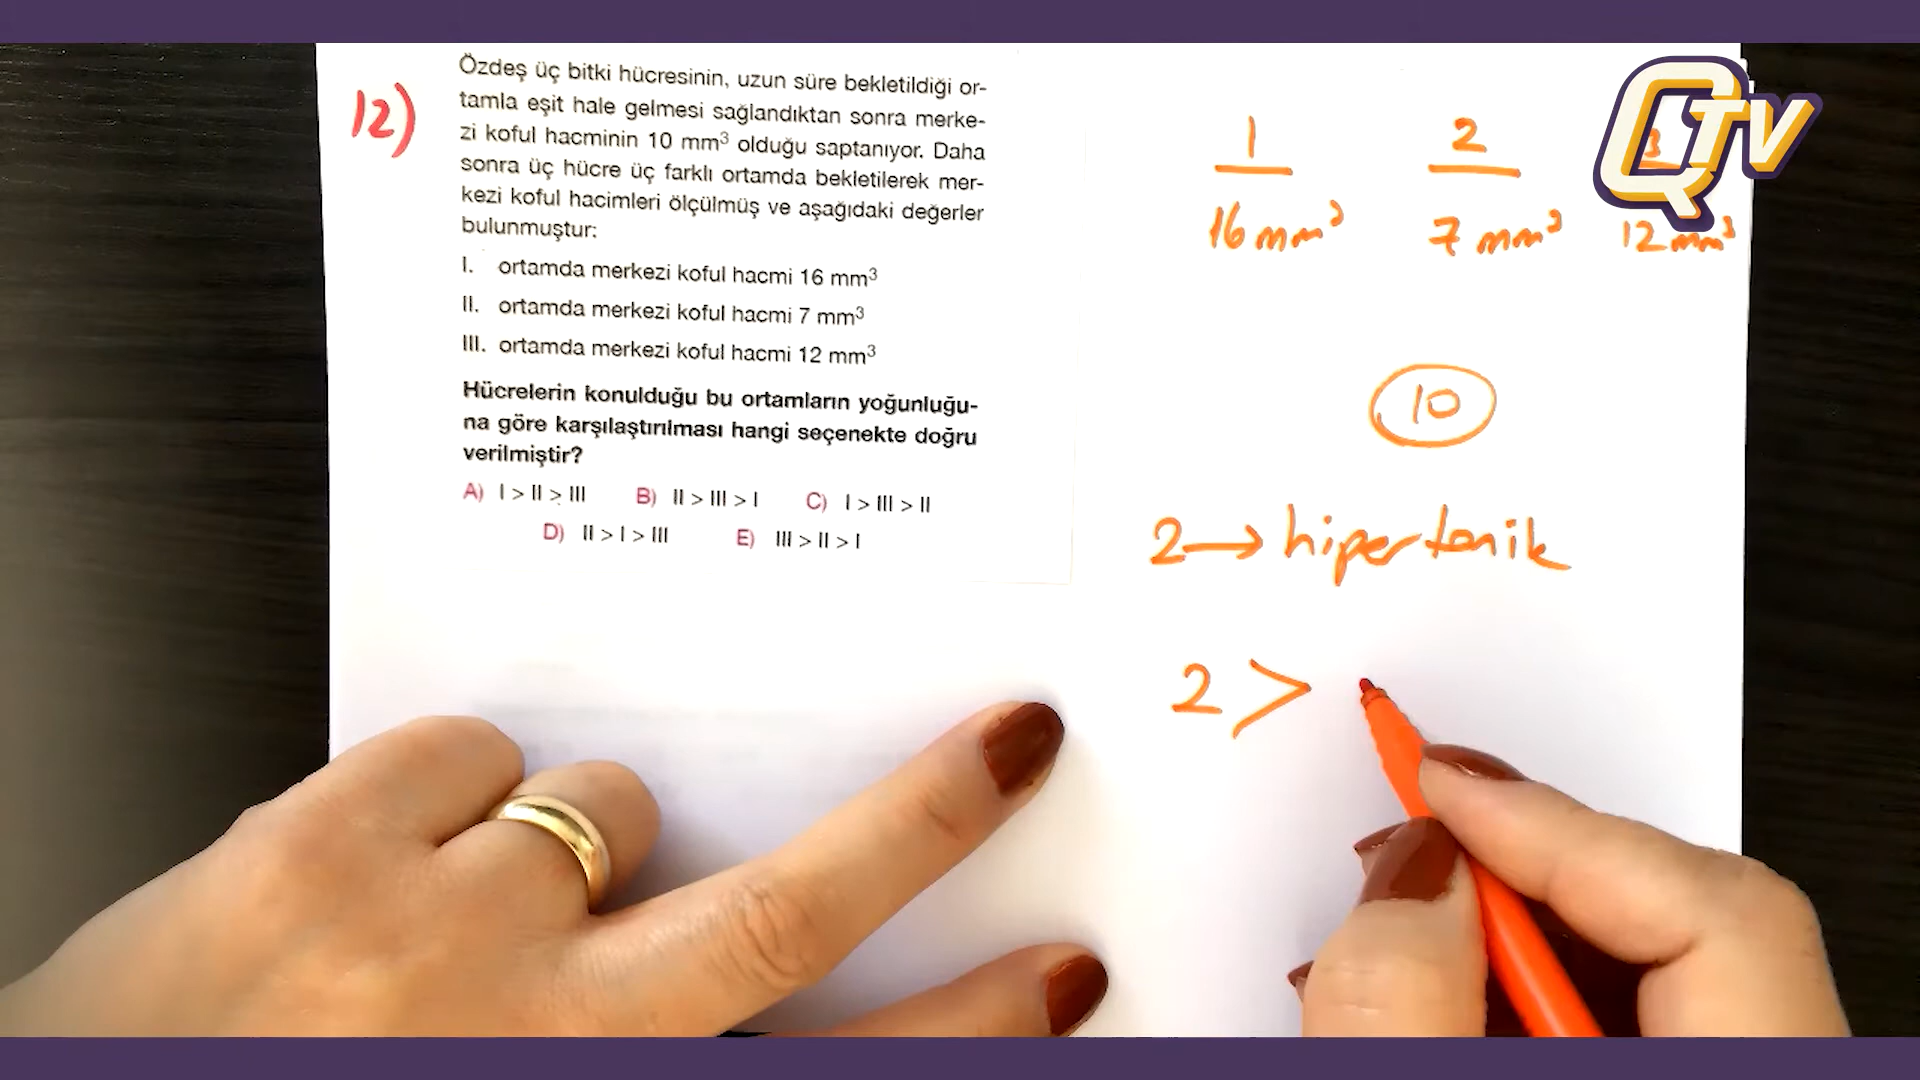 12)
Özdeş üç bitki hücresinin, uzun süre bekletildiği or-
tamla eşit hale gelmesi sağlandıktan sonra merke-
zi koful hacminin 10 mm³ olduğu saptanıyor. Daha
sonra üç hücre üç farklı ortamda bekletilerek mer-
kezi koful hacimleri ölçülmüş ve aşağıdaki değerler
bulunmuştur:
I. ortamda merkezi koful hacmi 16 mm³
II. ortamda merkezi koful hacmi 7 mm³
III. ortamda merkezi koful hacmi 12 mm³
Hücrelerin konulduğu bu ortamların yoğunluğu-
na göre karşılaştırılması hangi seçenekte doğru
verilmiştir?
A) I > II > III B) II > III > I C) I > III > II
D) II > I > III E) III > II > I
1 2 3
16 mm³ 7 mm³ 12 mm³
10
2 → hipertonik
2 >
QTV